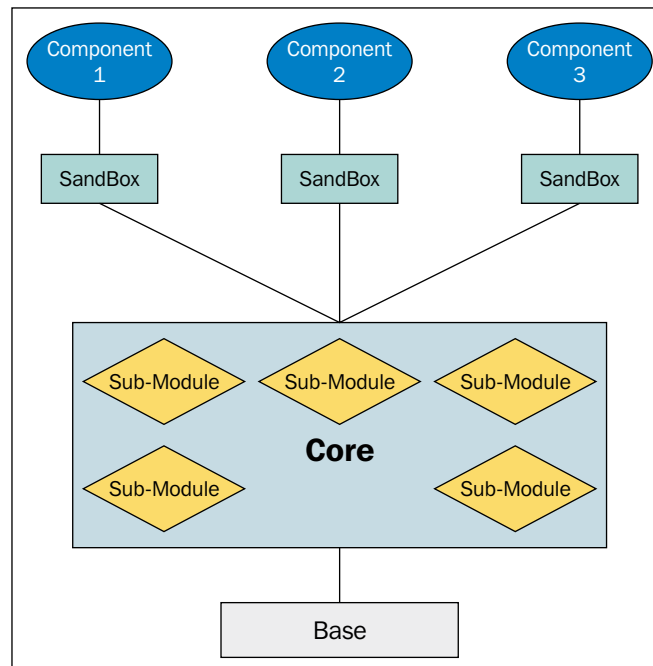 Component
1
Component
2
Component
3
SandBox
SandBox
SandBox
Sub-Module
Sub-Module
Sub-Module
Core
Sub-Module
Sub-Module
Base